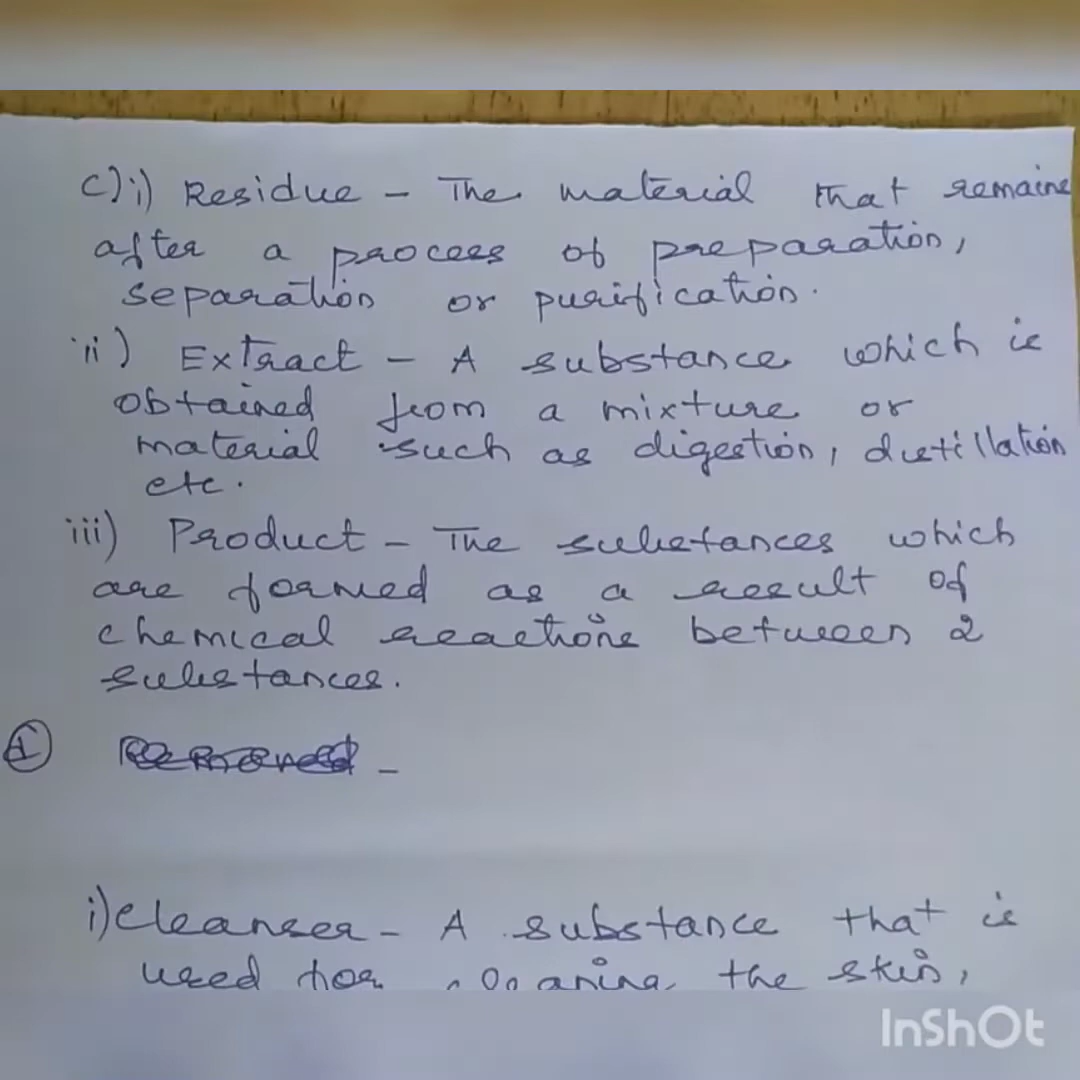 c) i) Residue - The material that remains
after a process of preparation,
separation or purification.
ii) Extract - A substance which is
obtained from a mixture or
material such as digestion, distillation
etc.
iii) Product - The substances which
are formed as a result of
chemical reactions between 2
substances.
i) Cleanser - A substance that is
used for cleaning the skin,
InShOt